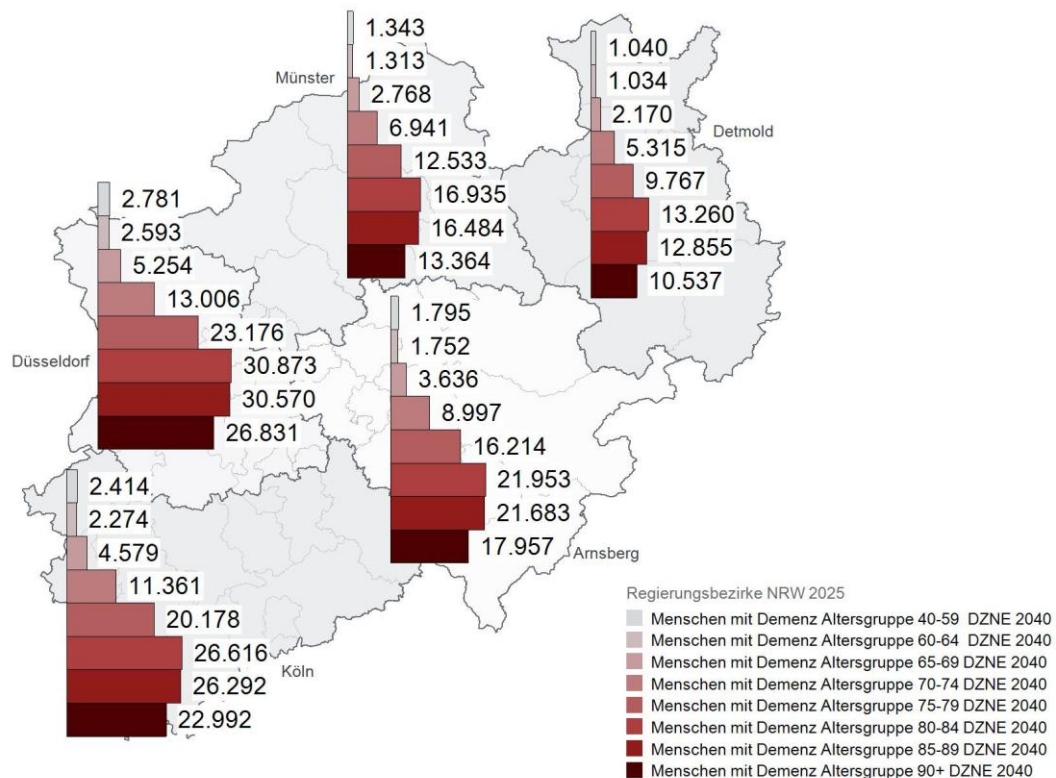 Münster
1.343
1.313
2.768
6.941
12.533
16.935
16.484
13.364
Detmold
1.040
1.034
2.170
5.315
9.767
13.260
12.855
10.537
Düsseldorf
2.781
2.593
5.254
13.006
23.176
30.873
30.570
26.831
Arnsberg
1.795
1.752
3.636
8.997
16.214
21.953
21.683
17.957
Köln
2.414
2.274
4.579
11.361
20.178
26.616
26.292
22.992
Regierungsbezirke NRW 2025
Menschen mit Demenz Altersgruppe 40-59 DZNE 2040
Menschen mit Demenz Altersgruppe 60-64 DZNE 2040
Menschen mit Demenz Altersgruppe 65-69 DZNE 2040
Menschen mit Demenz Altersgruppe 70-74 DZNE 2040
Menschen mit Demenz Altersgruppe 75-79 DZNE 2040
Menschen mit Demenz Altersgruppe 80-84 DZNE 2040
Menschen mit Demenz Altersgruppe 85-89 DZNE 2040
Menschen mit Demenz Altersgruppe 90+ DZNE 2040